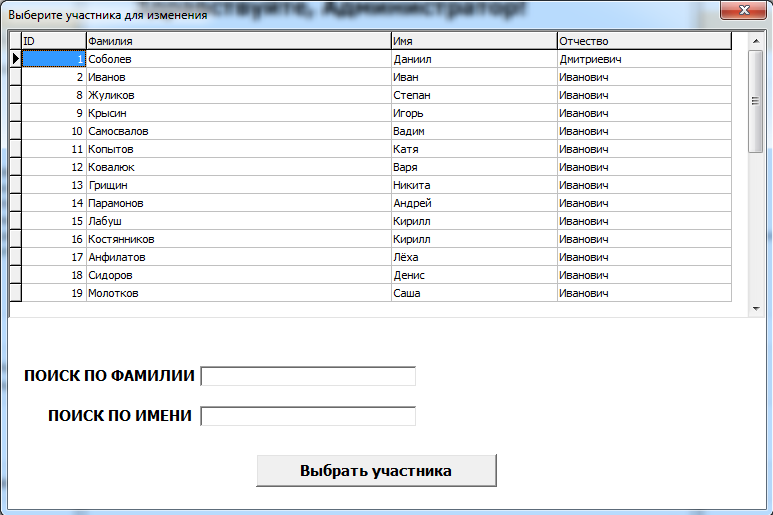 Здравствуйте, Администратор!
Выберите участника для изменения
ID Фамилия Имя Отчество
1 Соболев Даниил Дмитриевич
2 Иванов Иван Иванович
8 Жуликов Степан Иванович
9 Крысин Игорь Иванович
10 Самосвалов Вадим Иванович
11 Копытов Катя Иванович
12 Ковалюк Варя Иванович
13 Грищин Никита Иванович
14 Парамонов Андрей Иванович
15 Лабуш Кирилл Иванович
16 Костянников Кирилл Иванович
17 Анфилатов Лёха Иванович
18 Сидоров Денис Иванович
19 Молотков Саша Иванович
ПОИСК ПО ФАМИЛИИ
ПОИСК ПО ИМЕНИ
Выбрать участника